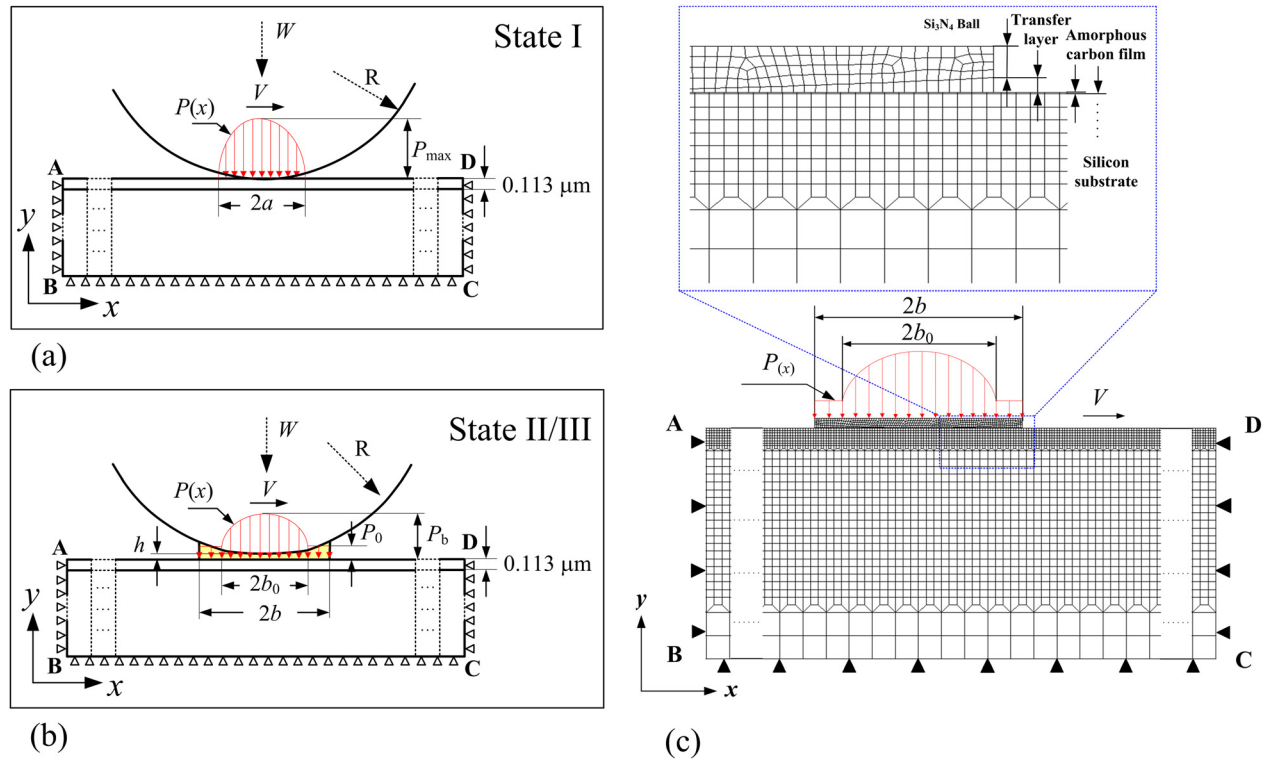 State I
W
V
R
P(x)
Pmax
A
D
0.113 μm
2a
y
B
C
x
(a)
State II/III
W
R
V
P(x)
h
P0
Pb
A
D
0.113 μm
2b0
2b
y
B
C
x
(b)
Si3N4 Ball
Transfer
layer
Amorphous
carbon film
Silicon
substrate
2b
2b0
P(x)
V
A
D
y
B
C
x
(c)